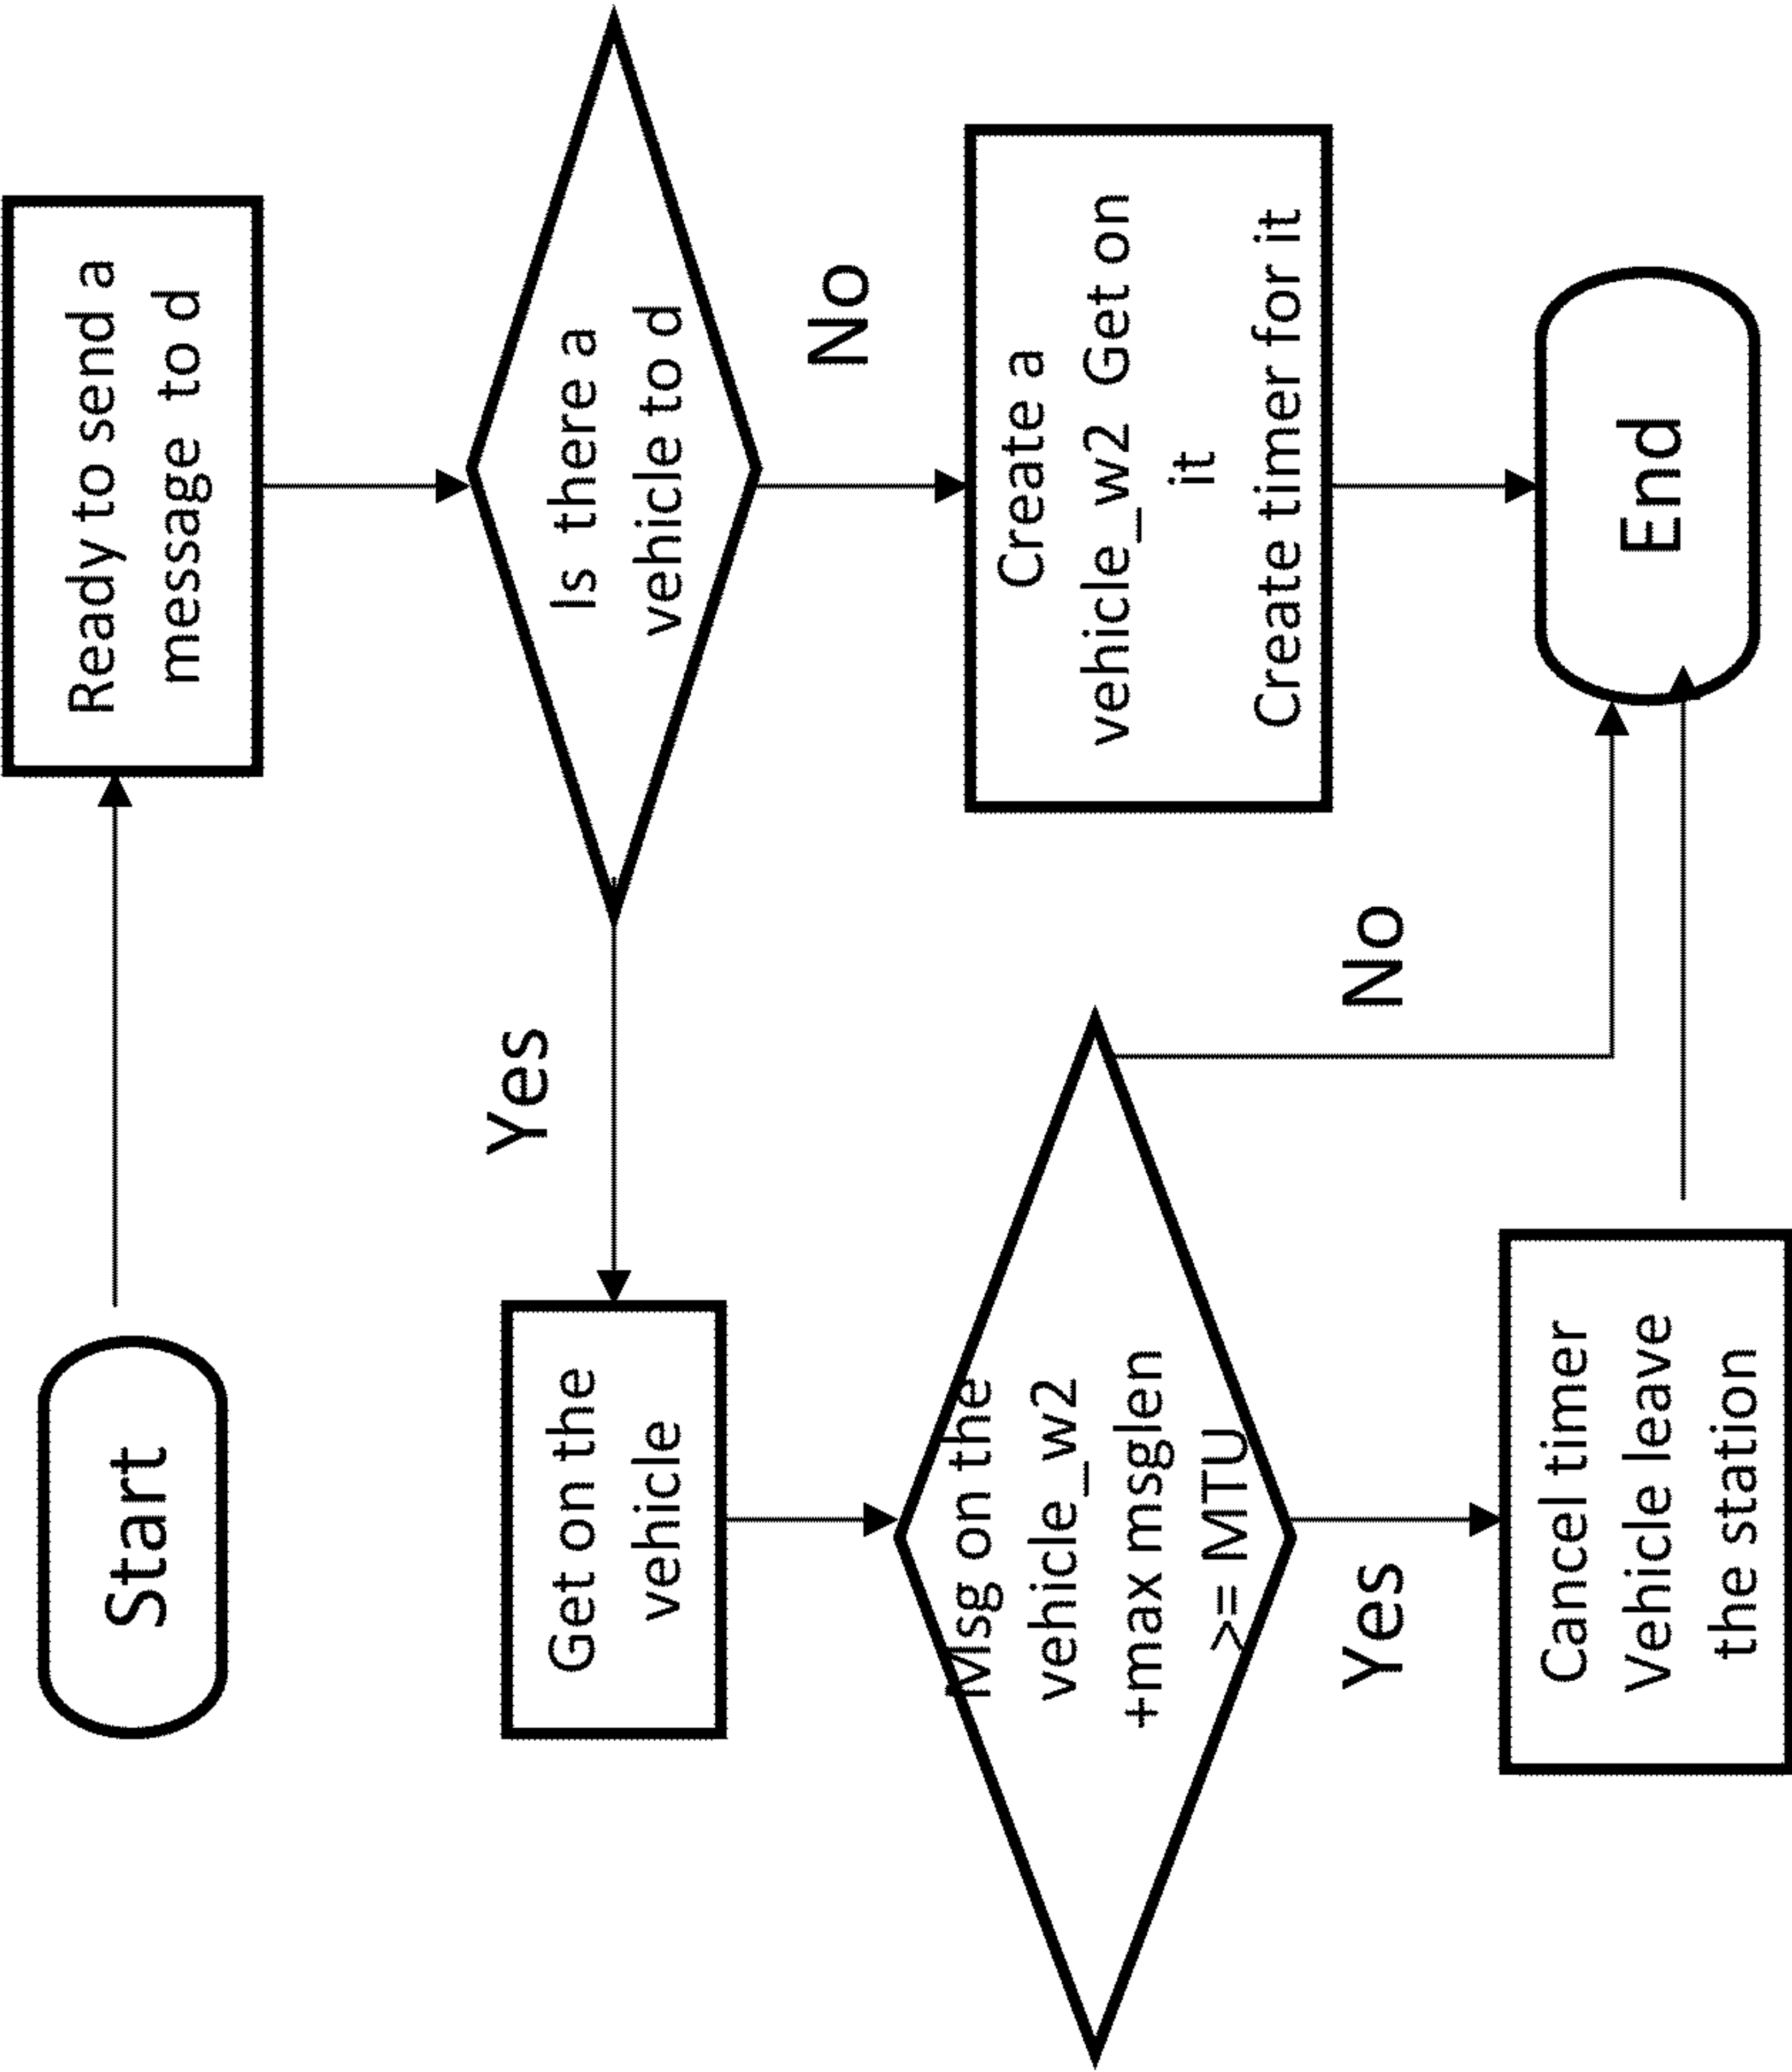 Start
Ready to send a
message to d
Is there a
vehicle to d
Yes
No
Get on the
vehicle
Create a
vehicle_w2 Get on
it
Create timer for it
Msg on the
vehicle_w2
+max msglen
>= MTU
No
Yes
Cancel timer
Vehicle leave
the station
End